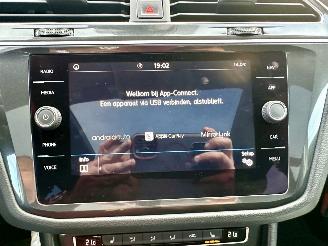 19:02
RADIO
MEDIA
PHONE
VOICE
NAV
APP
CAR
MENU
Welkom bij App-Connect.
Een apparaat via USB verbinden, alstublieft.
androidauto
Apple CarPlay
MirrorLink
Info
Setup